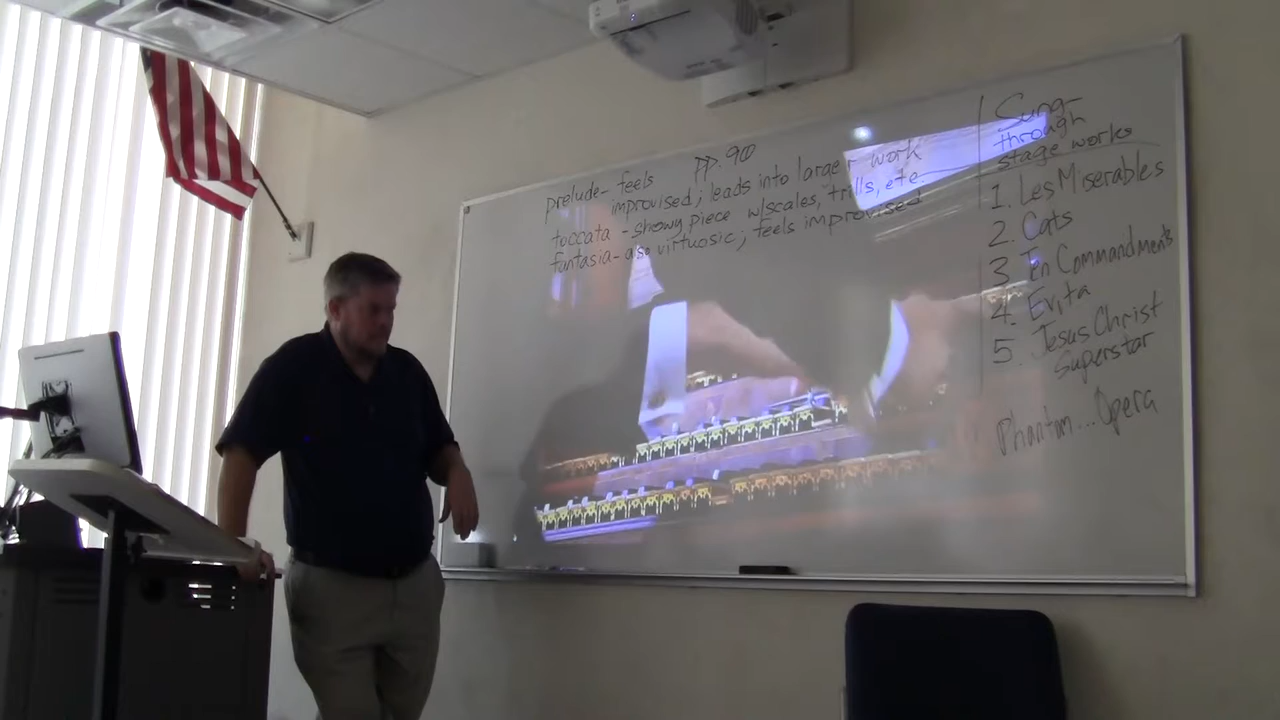 pp. 90
prelude- feels
improvised; leads into larger work
toccata - showy piece w/scales, trills, etc.
fantasia- also virtuosic; feels improvised
Sung-
through
stage works
1. Les Miserables
2. Cats
3. Ten Commandments
4. Evita
5. Jesus Christ
Superstar
Phantom... Opera